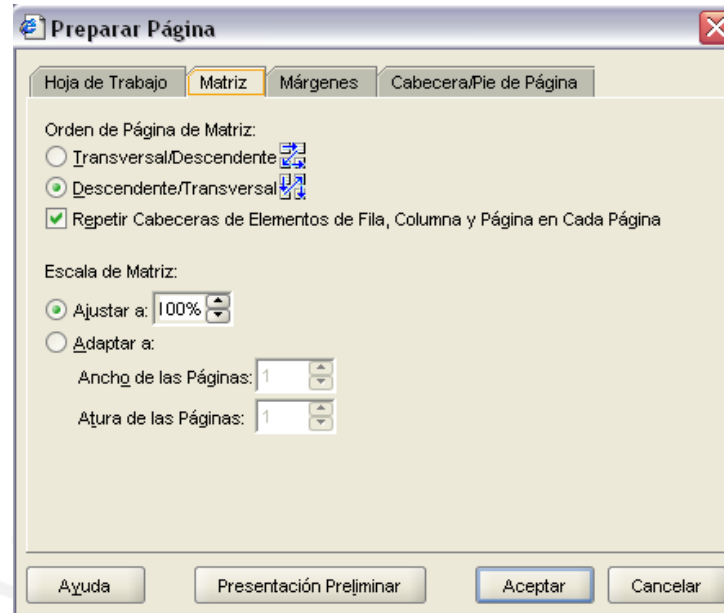 Preparar Página
Hoja de Trabajo Matriz Márgenes Cabecera/Pie de Página
Orden de Página de Matriz:
Transversal/Descendente
Descendente/Transversal
Repetir Cabeceras de Elementos de Fila, Columna y Página en Cada Página
Escala de Matriz:
Ajustar a: 100%
Adaptar a:
Ancho de las Páginas: 1
Atura de las Páginas: 1
Ayuda Presentación Preliminar Aceptar Cancelar